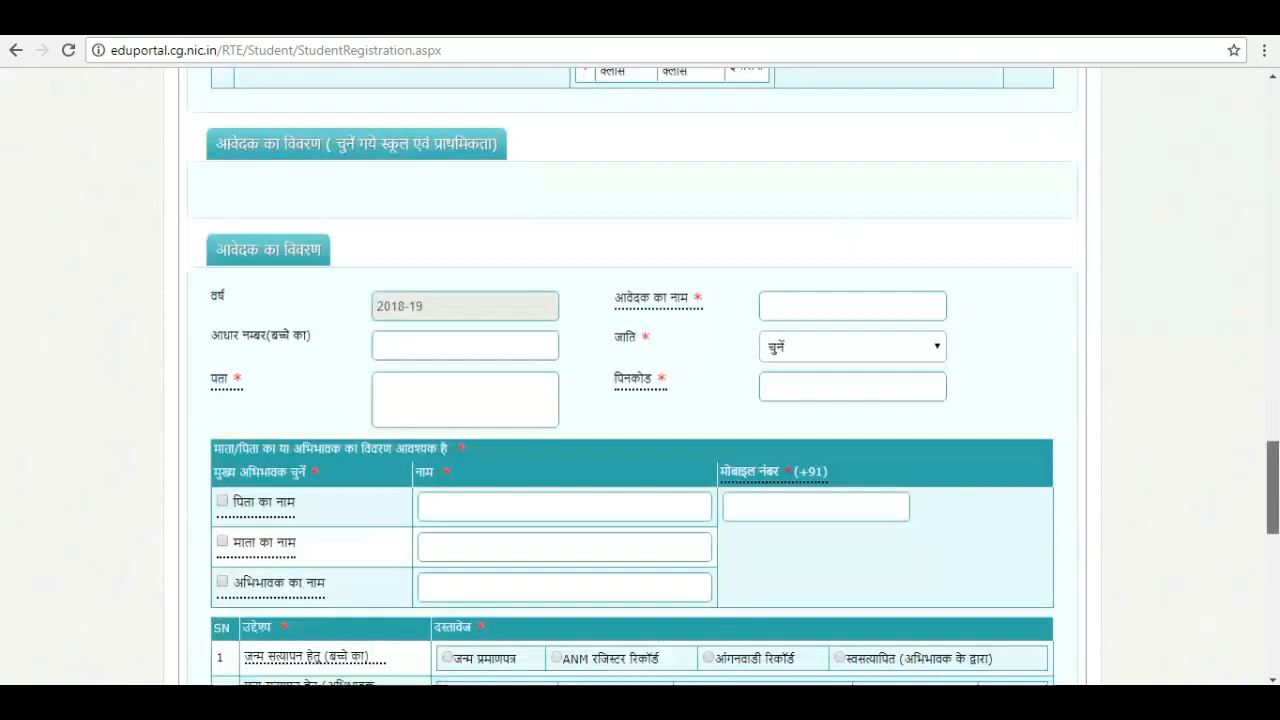 eduportal.cg.nic.in/RTE/Student/StudentRegistration.aspx
क्लास क्लास
आवेदक का विवरण ( चुनें गये स्कूल एवं प्राथमिकता)
आवेदक का विवरण
वर्ष 2018-19 आवेदक का नाम *
आधार नम्बर(बच्चे का) जाति * चुनें
पता * पिनकोड *
माता/पिता का या अभिभावक का विवरण आवश्यक है *
मुख्य अभिभावक चुनें * नाम * मोबाइल नंबर *(+91)
पिता का नाम
माता का नाम
अभिभावक का नाम
SN उद्देश्य * दस्तावेज *
1 जन्म सत्यापन हेतु (बच्चे का) जन्म प्रमाणपत्र ANM रजिस्टर रिकॉर्ड आंगनवाडी रिकॉर्ड स्वसत्यापित (अभिभावक के द्वारा)